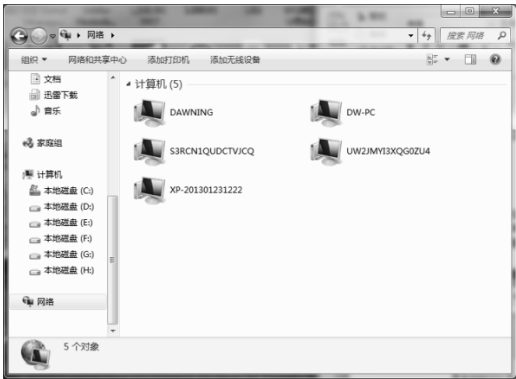 网络
搜索 网络
组织 网络和共享中心 添加打印机 添加无线设备
文档
迅雷下载
音乐
家庭组
计算机
本地磁盘 (C:)
本地磁盘 (D:)
本地磁盘 (E:)
本地磁盘 (F:)
本地磁盘 (G:)
本地磁盘 (H:)
网络
计算机 (5)
DAWNING
DW-PC
S3RCN1QUDCTVJCQ
UW2JMYI3XQG0ZU4
XP-201301231222
5 个对象